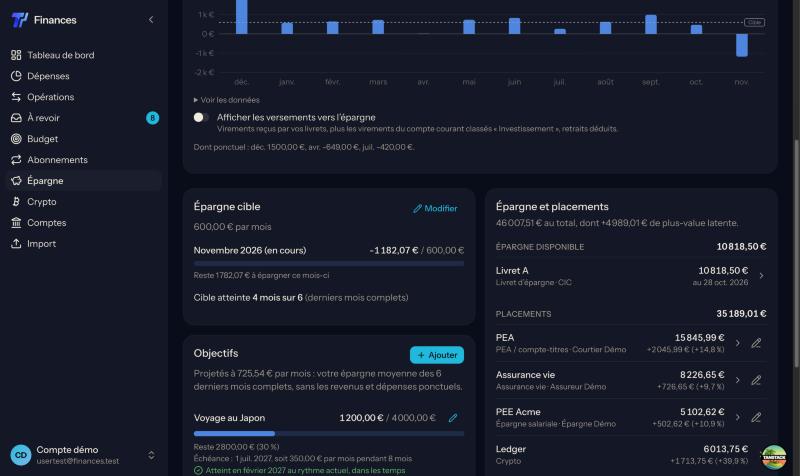 Finances
Tableau de bord
Dépenses
Opérations
À revoir
8
Budget
Abonnements
Épargne
Crypto
Comptes
Import
CD
Compte démo
usertest@finances.test
1 k €
0 €
-1 k €
-2 k €
Cible
déc.
janv.
févr.
mars
avr.
mai
juin
juil.
août
sept.
oct.
nov.
Voir les données
Afficher les versements vers l'épargne
Virements reçus par vos livrets, plus les virements du compte courant classés « Investissement », retraits déduits.
Dont ponctuel : déc. 1 500,00 €, avr. -649,00 €, juil. -420,00 €.
Épargne cible
Modifier
600,00 € par mois
Novembre 2026 (en cours)
-1 182,07 € / 600,00 €
Reste 1 782,07 € à épargner ce mois-ci
Cible atteinte 4 mois sur 6 (derniers mois complets)
Objectifs
+ Ajouter
Projetés à 725,54 € par mois : votre épargne moyenne des 6
derniers mois complets, sans les revenus et dépenses ponctuels.
Voyage au Japon
1 200,00 € / 4 000,00 €
Reste 2 800,00 € (30 %)
Échéance : 1 juil. 2027, soit 350,00 € par mois pendant 8 mois
Atteint en février 2027 au rythme actuel, dans les temps
Épargne et placements
46 007,51 € au total, dont +4 989,01 € de plus-value latente.
ÉPARGNE DISPONIBLE
10 818,50 €
Livret A
10 818,50 €
Livret d'épargne · CIC
au 28 oct. 2026
PLACEMENTS
35 189,01 €
PEA
15 845,99 €
PEA / compte-titres · Courtier Démo
+2 045,99 € (+14,8 %)
Assurance vie
8 226,65 €
Assurance vie · Assureur Démo
+726,65 € (+9,7 %)
PEE Acme
5 102,62 €
Épargne salariale · Épargne Démo
+502,62 € (+10,9 %)
Ledger
6 013,75 €
Crypto
+1 713,75 € (+39,9 %)
TANSTACK